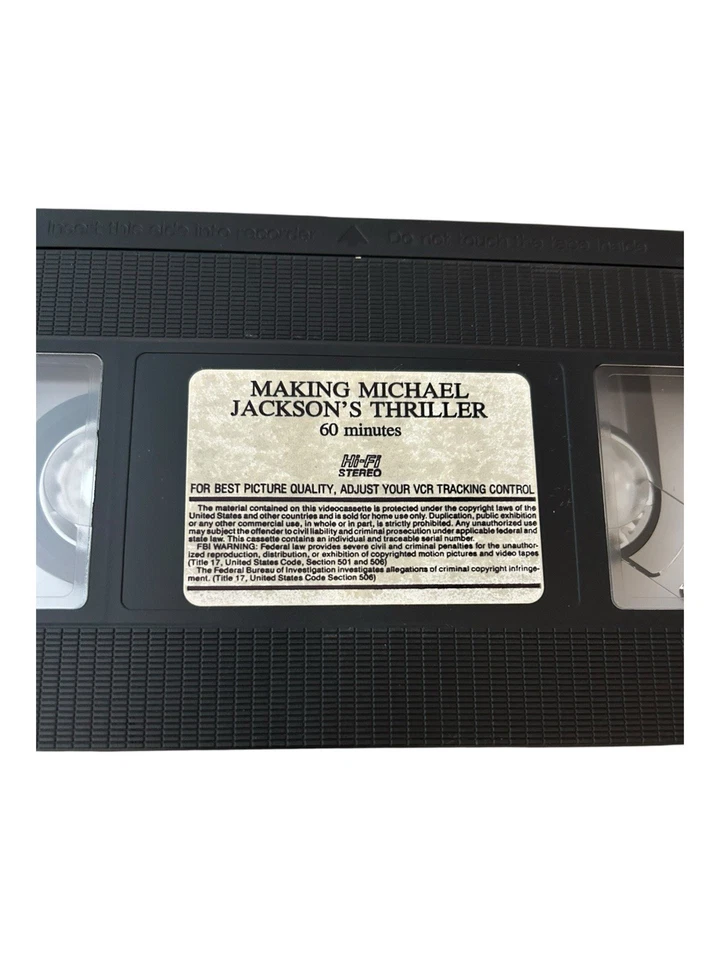 Insert this side into recorder Do not touch the tape inside
MAKING MICHAEL
JACKSON'S THRILLER
60 minutes
Hi-Fi
STEREO
FOR BEST PICTURE QUALITY, ADJUST YOUR VCR TRACKING CONTROL
The material contained on this videocassette is protected under the copyright laws of the
United States and other countries and is sold for home use only. Duplication, public exhibition
or any other commercial use, in whole or in part, is strictly prohibited. Any unauthorized use
may subject the offender to civil liability and criminal prosecution under applicable federal and
state law. This cassette contains an individual and traceable serial number.
FBI WARNING: Federal law provides severe civil and criminal penalties for the unauthor-
ized reproduction, distribution, or exhibition of copyrighted motion pictures and video tapes
(Title 17, United States Code, Section 501 and 506)
The Federal Bureau of Investigation investigates allegations of criminal copyright infringe-
ment. (Title 17, United States Code Section 506)